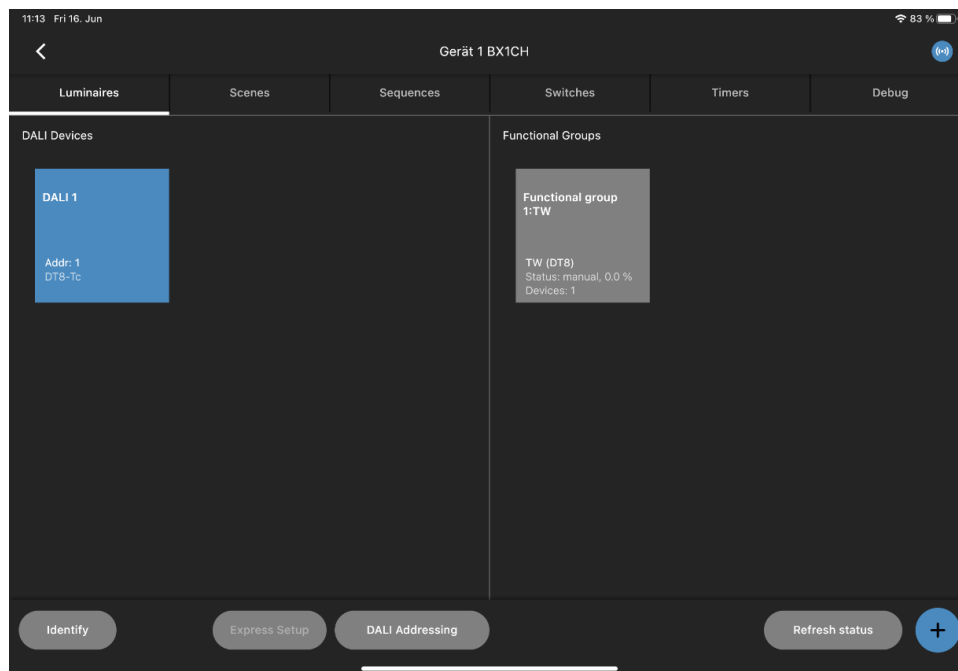 11:13 Fri 16. Jun
83 %
Gerät 1 BX1CH
Luminaires
Scenes
Sequences
Switches
Timers
Debug
DALI Devices
Functional Groups
DALI 1
Addr: 1
DT8-Tc
Functional group
1:TW
TW (DT8)
Status: manual, 0.0 %
Devices: 1
Identify
Express Setup
DALI Addressing
Refresh status
+